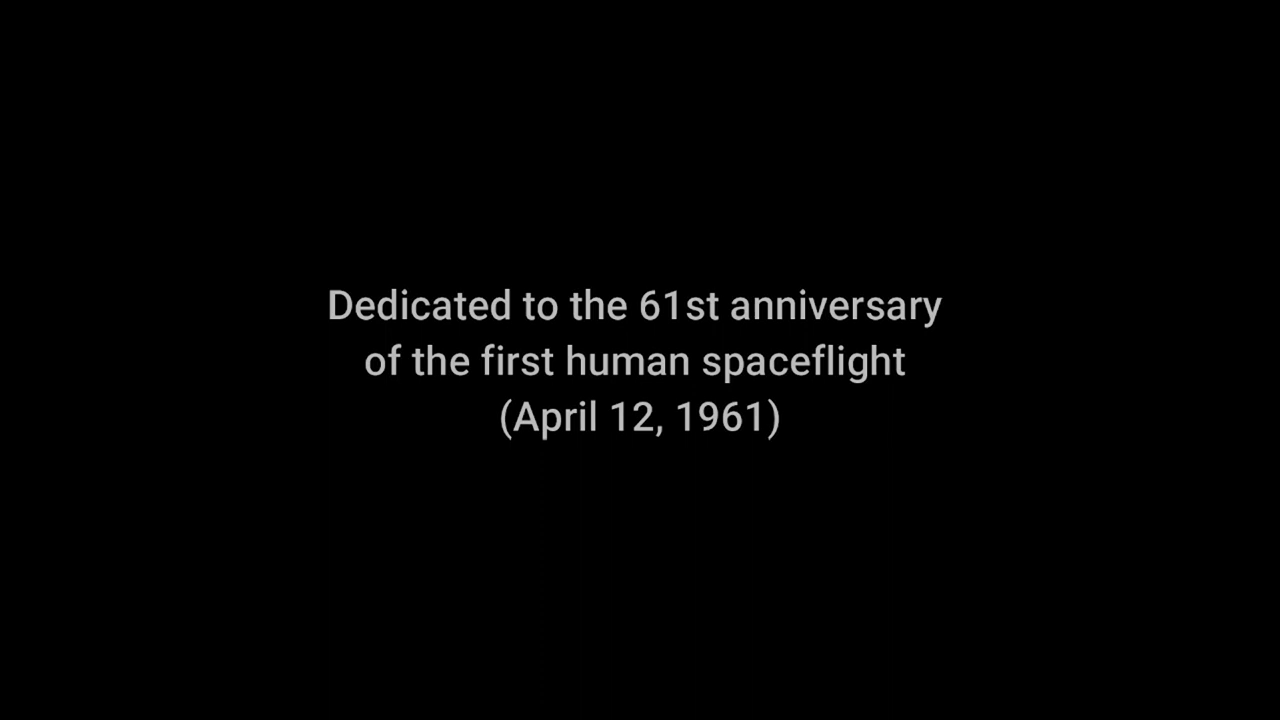 Dedicated to the 61st anniversary
of the first human spaceflight
(April 12, 1961)